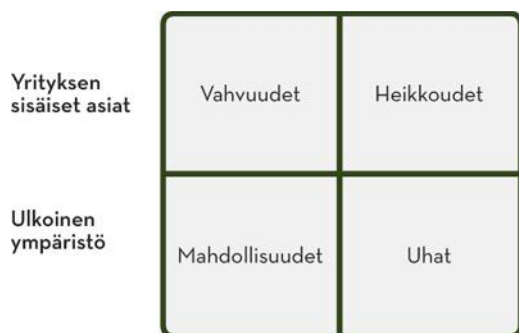 Yrityksen
sisäiset asiat
Vahvuudet
Heikkoudet
Ulkoinen
ympäristö
Mahdollisuudet
Uhat